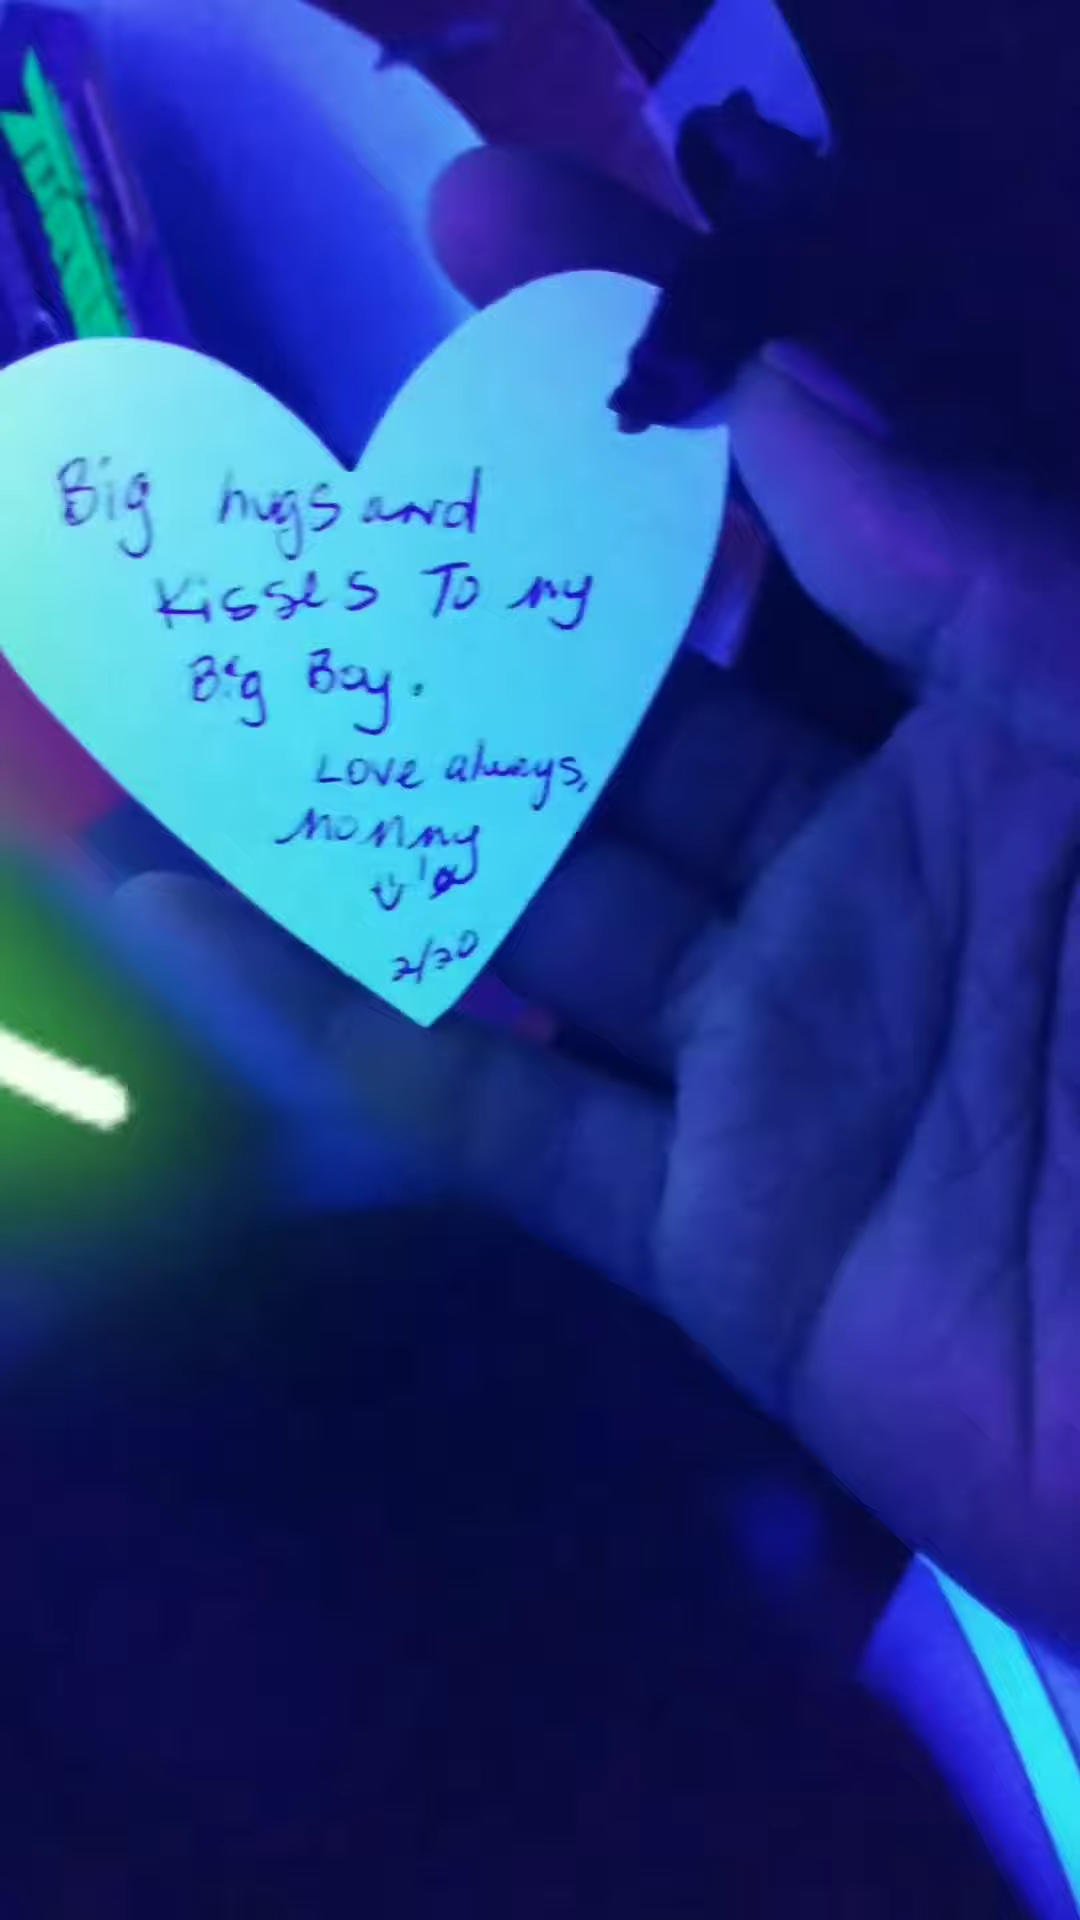 Big hugs and
Kisses To my
Big Boy.
Love always,
Mommy
2/20